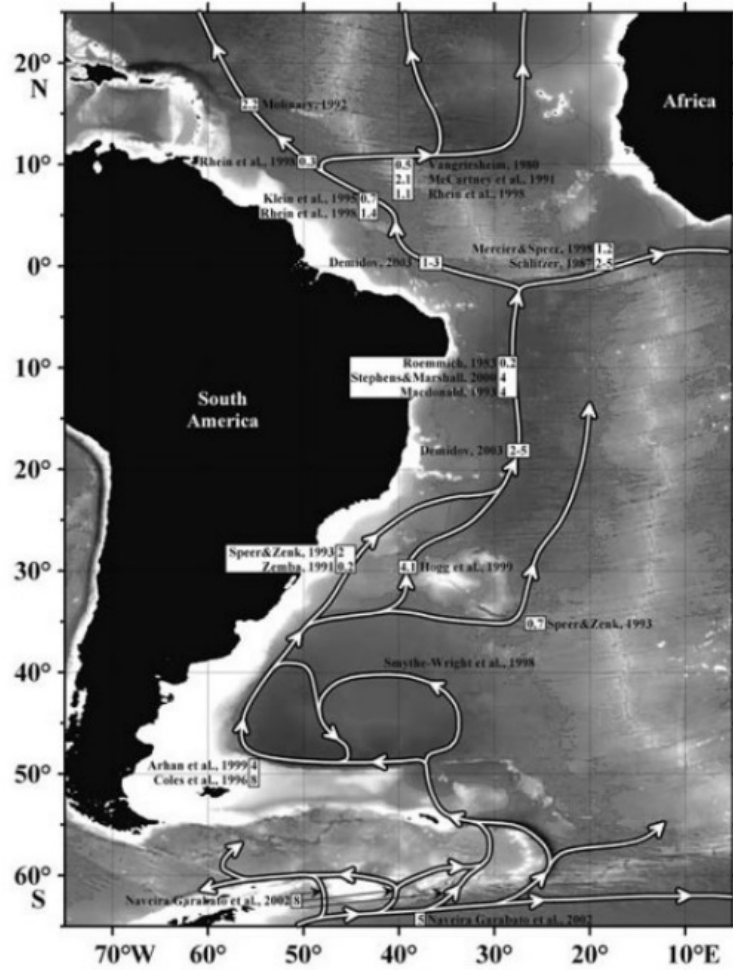 20°
N
Africa
2.2 Molinary, 1992
10°
Rhein et al., 1998 0.3
0.5 Vangriesheim, 1980
2.1 McCartney et al., 1991
1.1 Rhein et al., 1998
Klein et al., 1995 0.7
Rhein et al., 1998 1.4
Mercier&Speer, 1998 1.2
0°
Demidov, 2003 1-3
Schlitzer, 1987 2-5
10°
Roemmich, 1983 0.2
Stephens&Marshall, 2000 4
Macdonald, 1993 4
South
America
Demidov, 2003 2-5
20°
Speer&Zenk, 1993 2
Zemba, 1991 0.2
30°
4.1 Hogg et al., 1999
0.7 Speer&Zenk, 1993
Smythe-Wright et al., 1998
40°
Arhan et al., 1999 4
Coles et al., 1996 8
50°
60°
S
Naveira Garabato et al., 2002 8
5 Naveira Garabato et al., 2002
70°W 60° 50° 40° 30° 20° 10° 0° 10°E